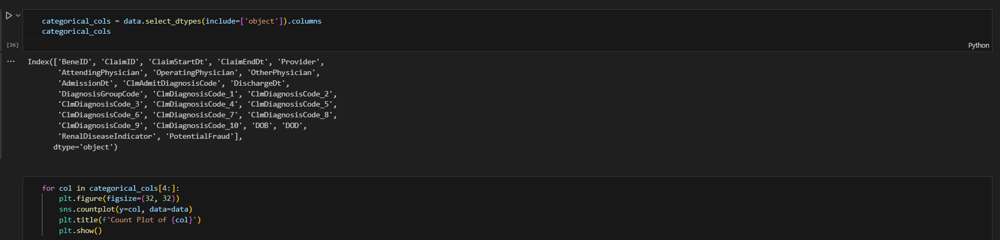 categorical_cols = data.select_dtypes(include=['object']).columns
categorical_cols
[26]
Python
Index(['BeneID', 'ClaimID', 'ClaimStartDt', 'ClaimEndDt', 'Provider',
'AttendingPhysician', 'OperatingPhysician', 'OtherPhysician',
'AdmissionDt', 'ClmAdmitDiagnosisCode', 'DischargeDt',
'DiagnosisGroupCode', 'ClmDiagnosisCode_1', 'ClmDiagnosisCode_2',
'ClmDiagnosisCode_3', 'ClmDiagnosisCode_4', 'ClmDiagnosisCode_5',
'ClmDiagnosisCode_6', 'ClmDiagnosisCode_7', 'ClmDiagnosisCode_8',
'ClmDiagnosisCode_9', 'ClmDiagnosisCode_10', 'DOB', 'DOD',
'RenalDiseaseIndicator', 'PotentialFraud'],
dtype='object')
for col in categorical_cols[4:]:
plt.figure(figsize=(32, 32))
sns.countplot(y=col, data=data)
plt.title(f'Count Plot of {col}')
plt.show()